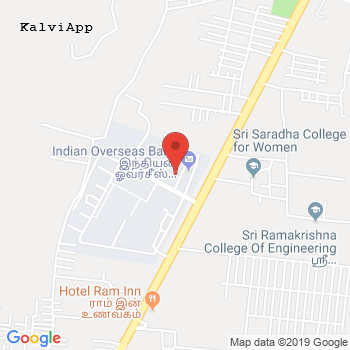 KalviApp
Sri Saradha College
for Women
Indian Overseas Ba
இந்தியன்
ஓவர்சீஸ்...
Sri Ramakrishna
College Of Engineering
ஸ்ரீ...
Hotel Ram Inn
ராம் இன்
உணவகம்
Google
Map data ©2019 Google